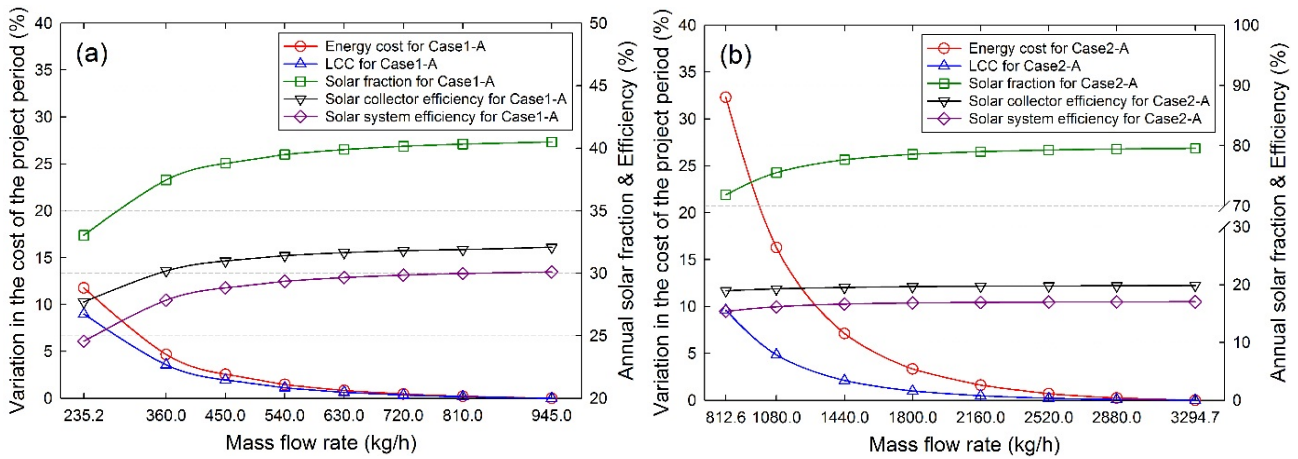 (a)
Variation in the cost of the project period (%)
40
35
30
25
20
15
10
5
0
Energy cost for Case1-A
LCC for Case1-A
Solar fraction for Case1-A
Solar collector efficiency for Case1-A
Solar system efficiency for Case1-A
50
45
40
35
30
25
20
Annual solar fraction & Efficiency (%)
235.2 360.0 450.0 540.0 630.0 720.0 810.0 945.0
Mass flow rate (kg/h)
(b)
Variation in the cost of the project period (%)
40
35
30
25
20
15
10
5
0
Energy cost for Case2-A
LCC for Case2-A
Solar fraction for Case2-A
Solar collector efficiency for Case2-A
Solar system efficiency for Case2-A
100
90
80
70
30
20
10
0
Annual solar fraction & Efficiency (%)
812.6 1080.0 1440.0 1800.0 2160.0 2520.0 2880.0 3294.7
Mass flow rate (kg/h)